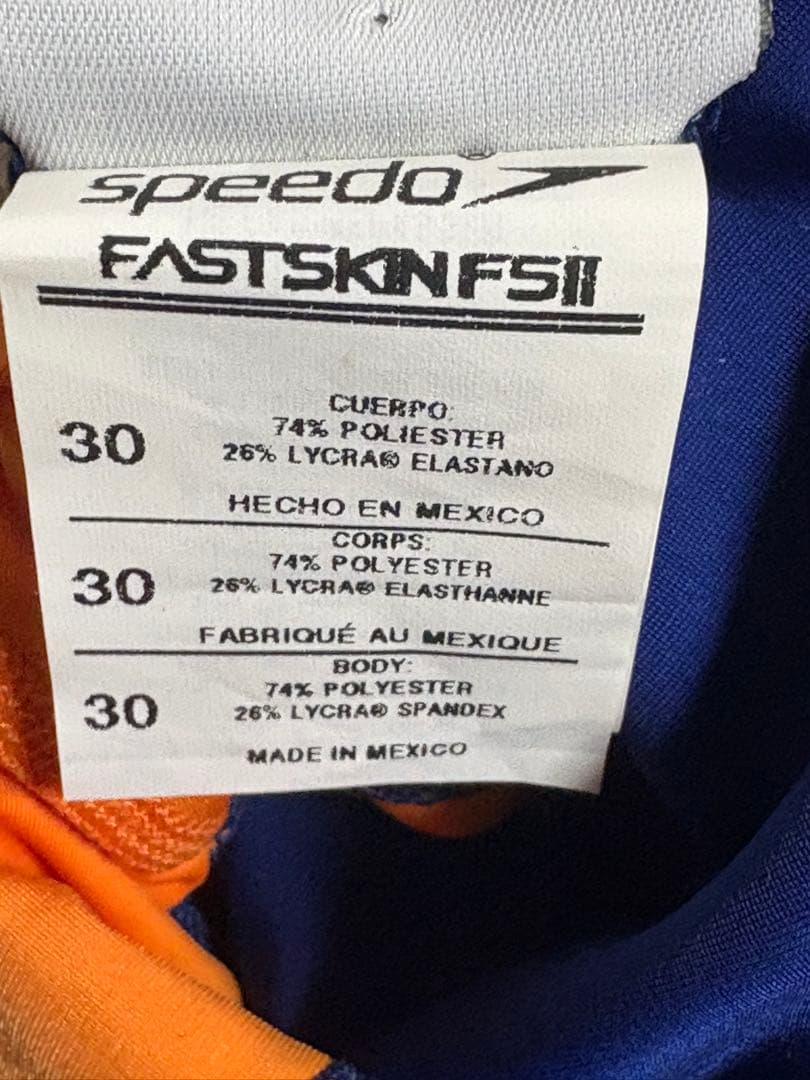 speedo
FASTSKIN FSII
30
CUERPO:
74% POLIESTER
26% LYCRA® ELASTANO
HECHO EN MEXICO
30
CORPS:
74% POLYESTER
26% LYCRA® ELASTHANNE
FABRIQUÉ AU MEXIQUE
30
BODY:
74% POLYESTER
26% LYCRA® SPANDEX
MADE IN MEXICO